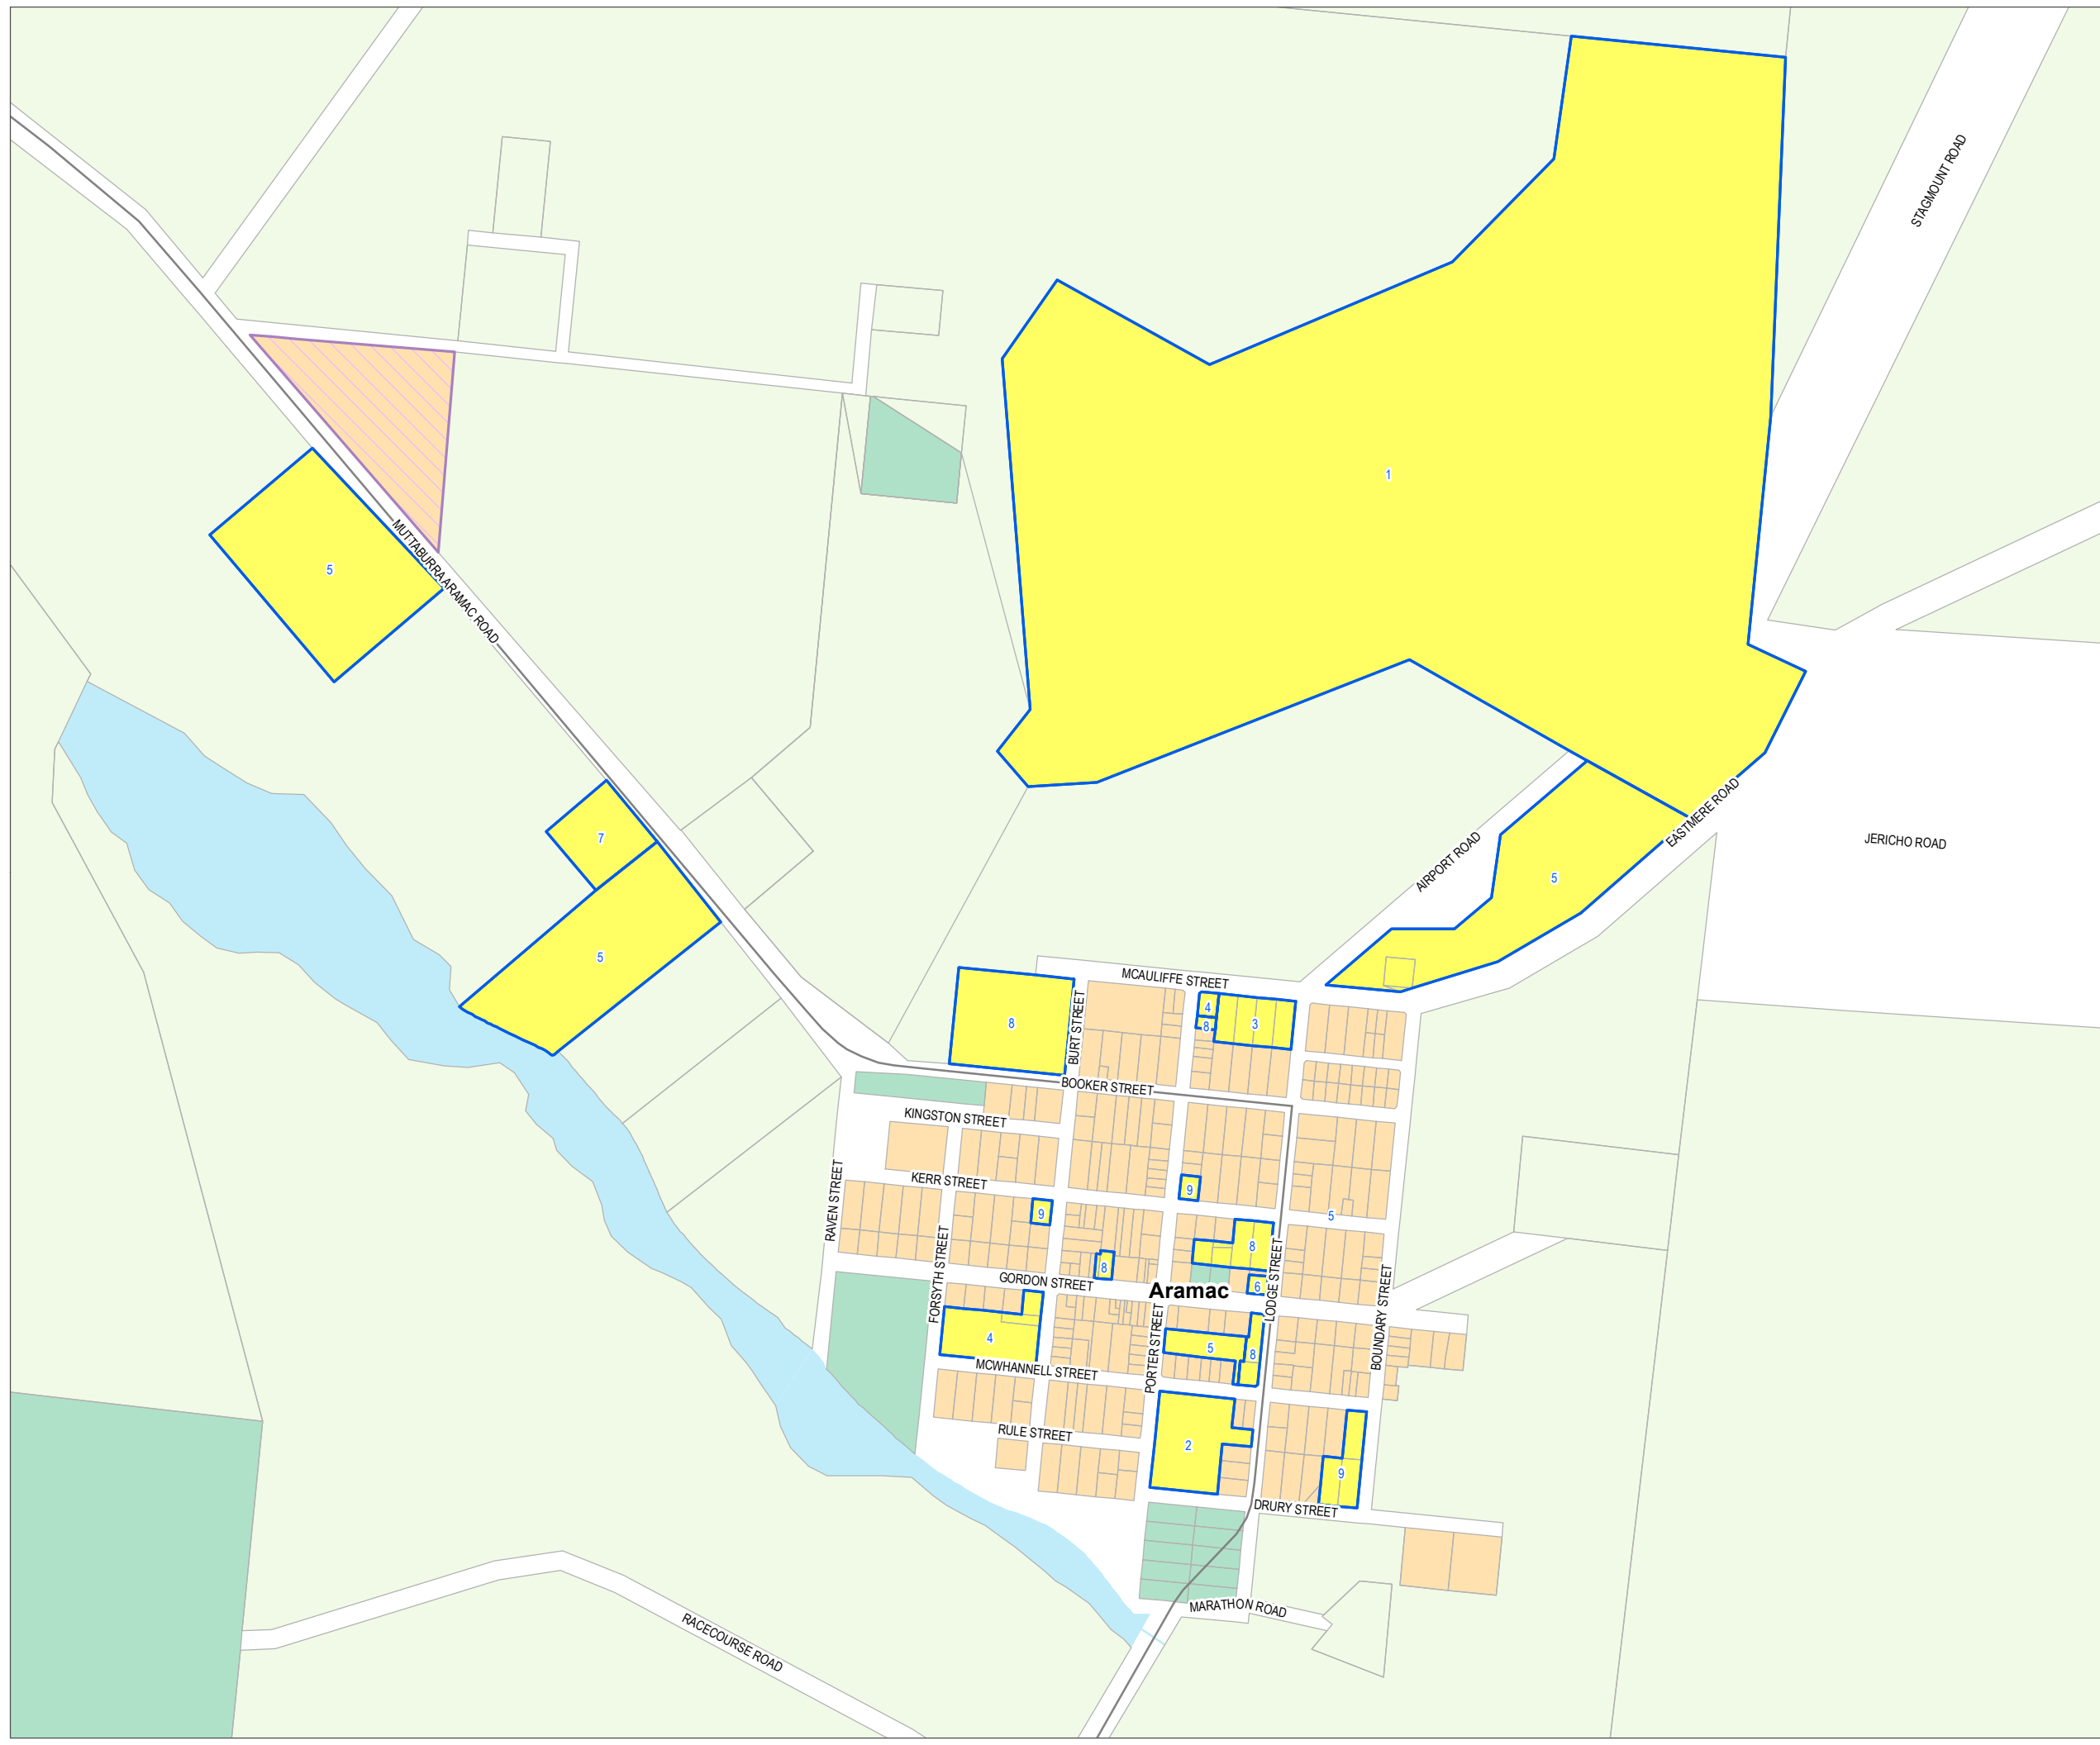 STAGMOUNT ROAD
1
MUTTABURRA ARAMAC ROAD
5
EASTMERE ROAD
7
JERICHO ROAD
AIRPORT ROAD
5
5
MCAULIFFE STREET
4
3
8
8
BURT STREET
BOOKER STREET
KINGSTON STREET
KERR STREET
9
RAVEN STREET
9
5
8
8
FORSYTH STREET
GORDON STREET
6
LODGE STREET
Aramac
BOUNDARY STREET
4
PORTER STREET
5
8
MCWHANNELL STREET
RULE STREET
2
9
DRURY STREET
MARATHON ROAD
RACECOURSE ROAD